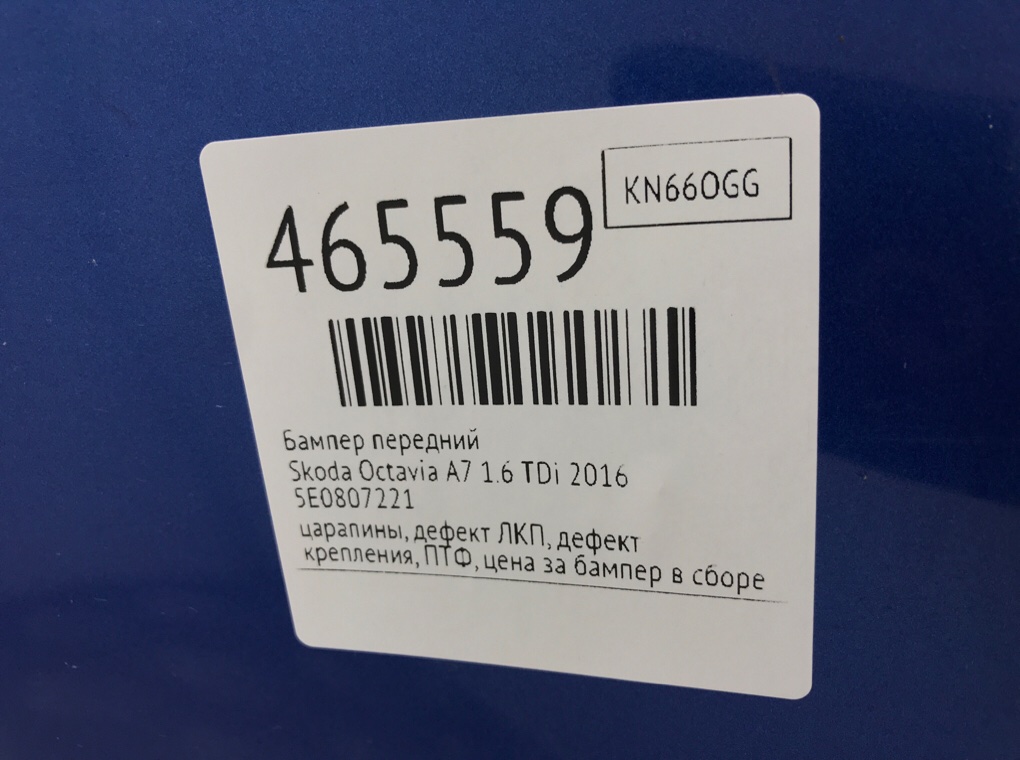 KN66OGG
465559
Бампер передний
Skoda Octavia A7 1.6 TDi 2016
5E0807221
царапины, дефект ЛКП, дефект
крепления, ПТФ, цена за бампер в сборе